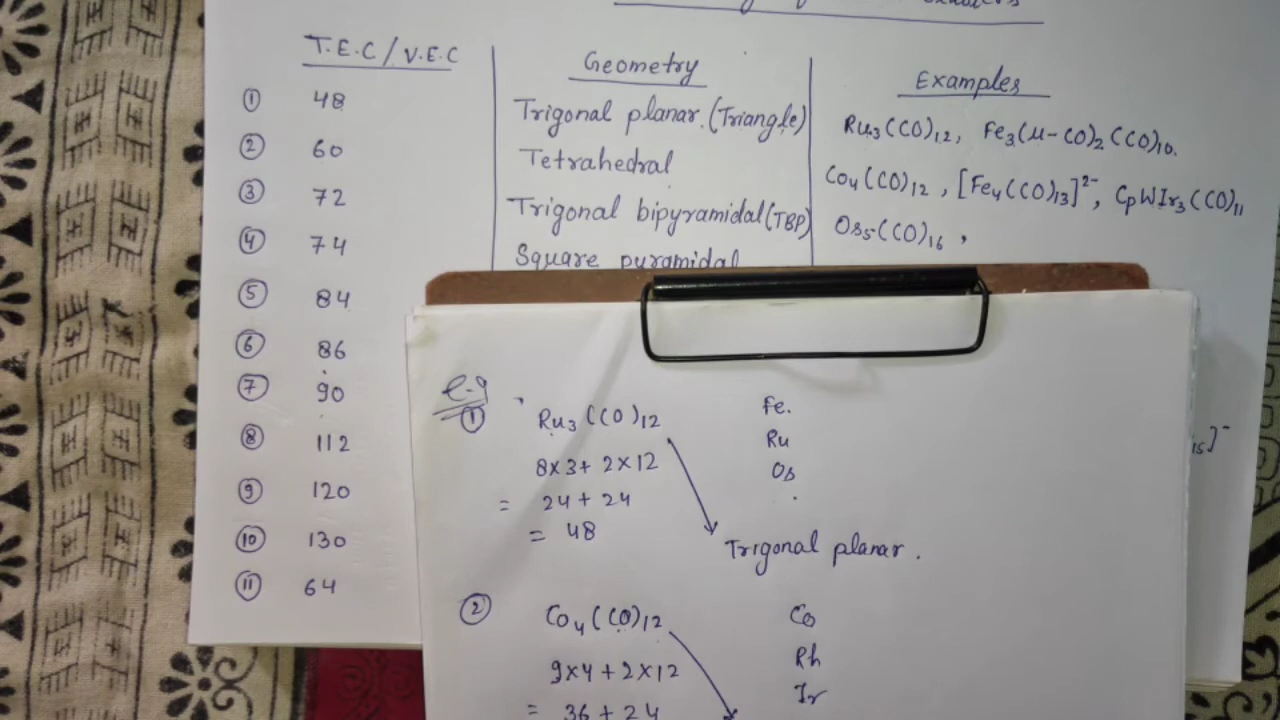 T.E.C / V.E.C Geometry Examples
① 48 Trigonal planar. (Triangle) Ru3(CO)12, Fe3(μ-CO)2(CO)10.
② 60 Tetrahedral Co4(CO)12, [Fe4(CO)13]2-, CpWIr3(CO)11
③ 72 Trigonal bipyramidal (TBP) Os5(CO)16,
④ 74 Square pyramidal
⑤ 84
⑥ 86
⑦ 90
⑧ 112
⑨ 120
⑩ 130
⑪ 64
15]-
e.g
① Ru3(CO)12 Fe.
8×3+ 2×12 Ru
= 24 + 24 Os
= 48
Trigonal planar.
② Co4(CO)12 Co
9×4+2×12 Rh
= 36+24 Ir